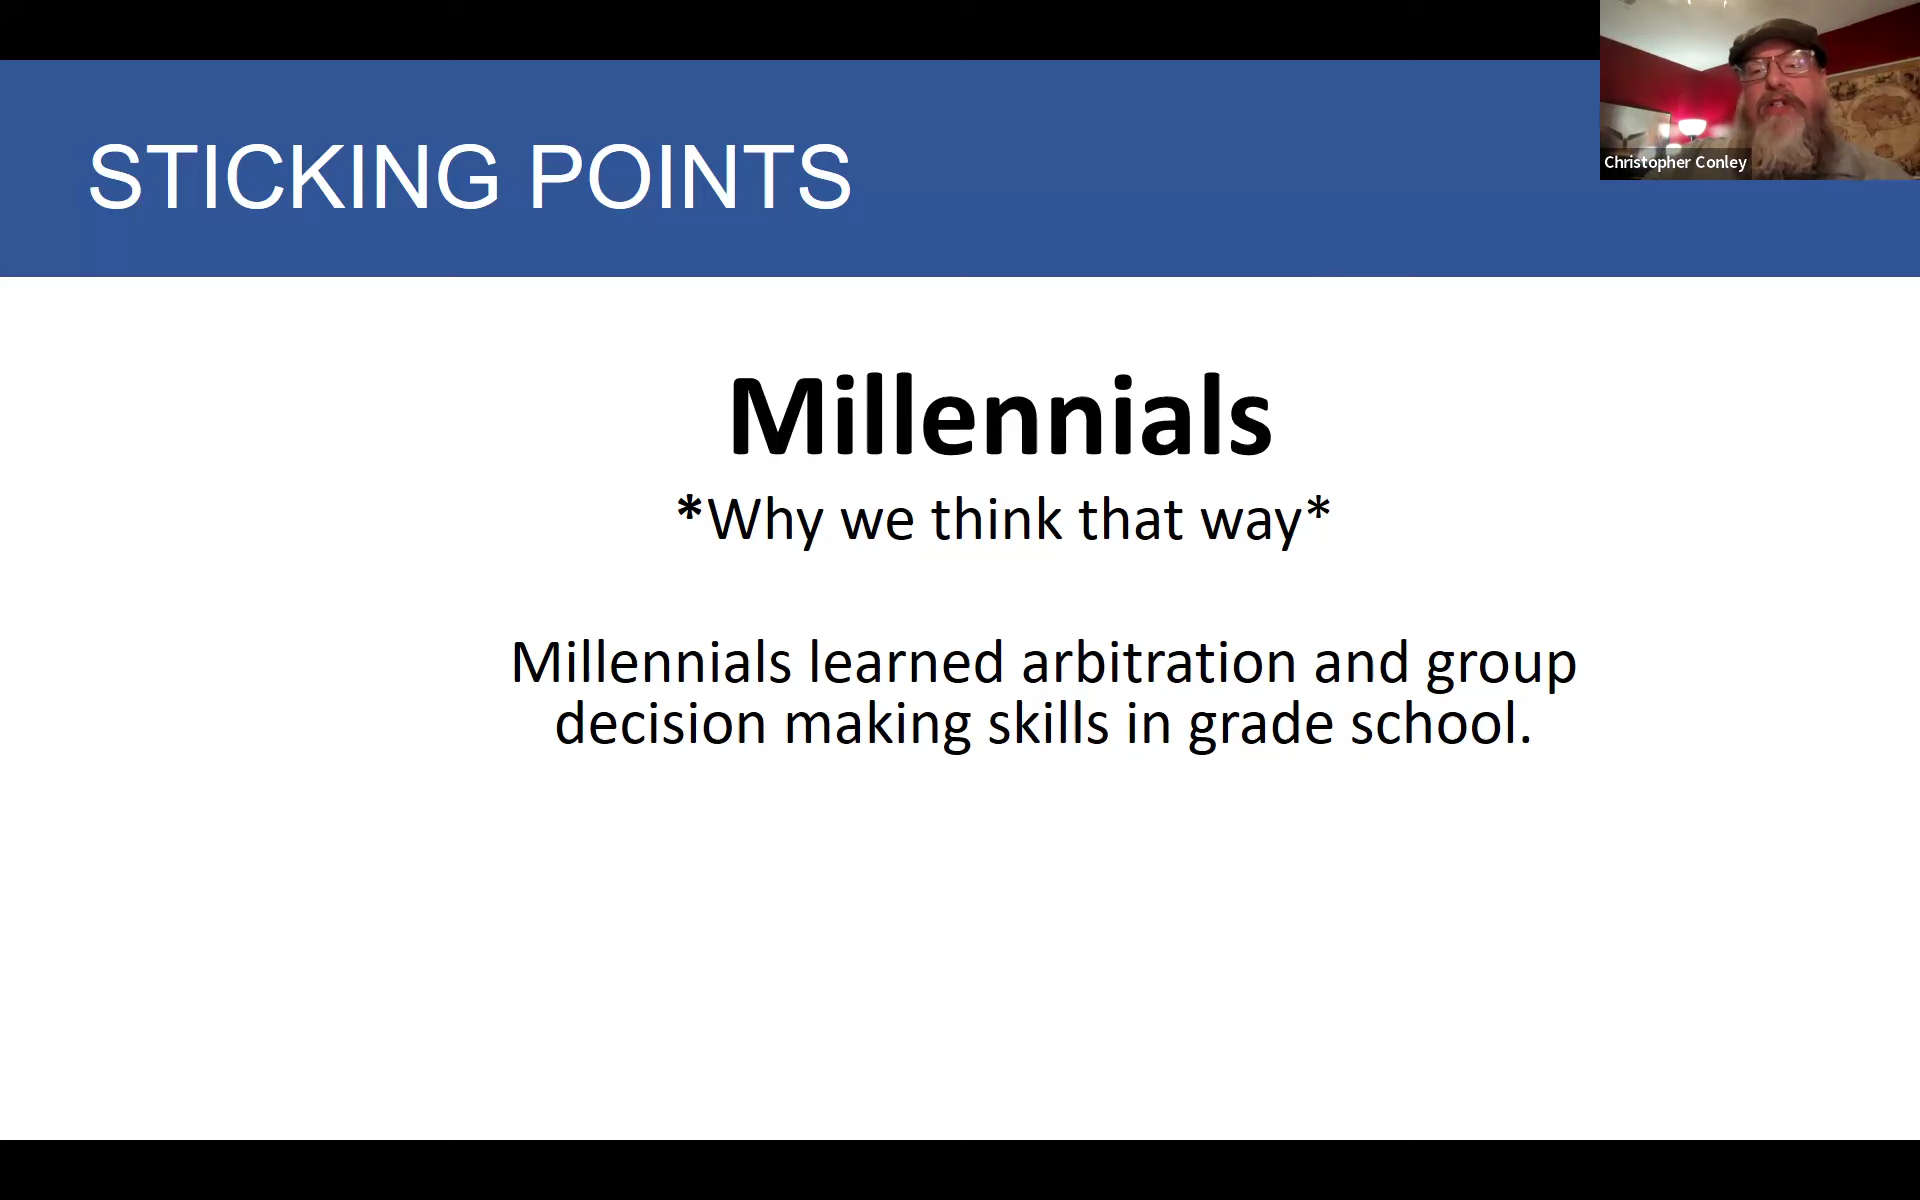 STICKING POINTS
Christopher Conley
Millennials
*Why we think that way*
Millennials learned arbitration and group
decision making skills in grade school.